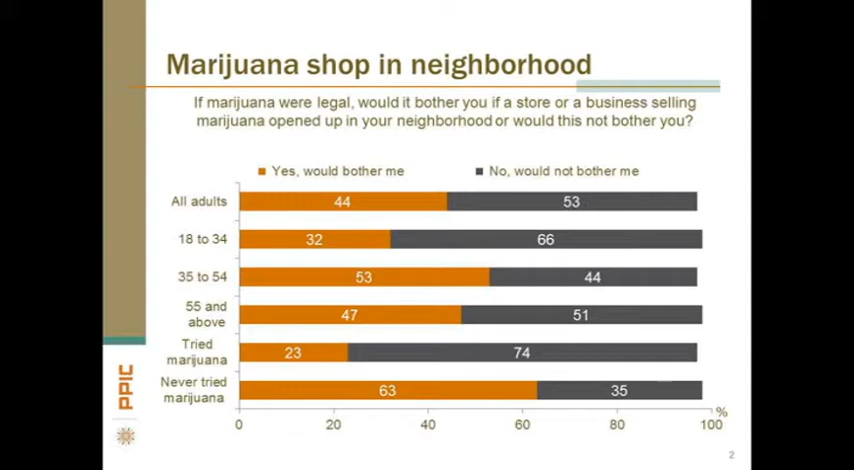 Marijuana shop in neighborhood
If marijuana were legal, would it bother you if a store or a business selling
marijuana opened up in your neighborhood or would this not bother you?
Yes, would bother me
No, would not bother me
All adults
44
53
18 to 34
32
66
35 to 54
53
44
55 and
above
47
51
Tried
marijuana
23
74
Never tried
marijuana
63
35
0
20
40
60
80
100
%
PPIC
2